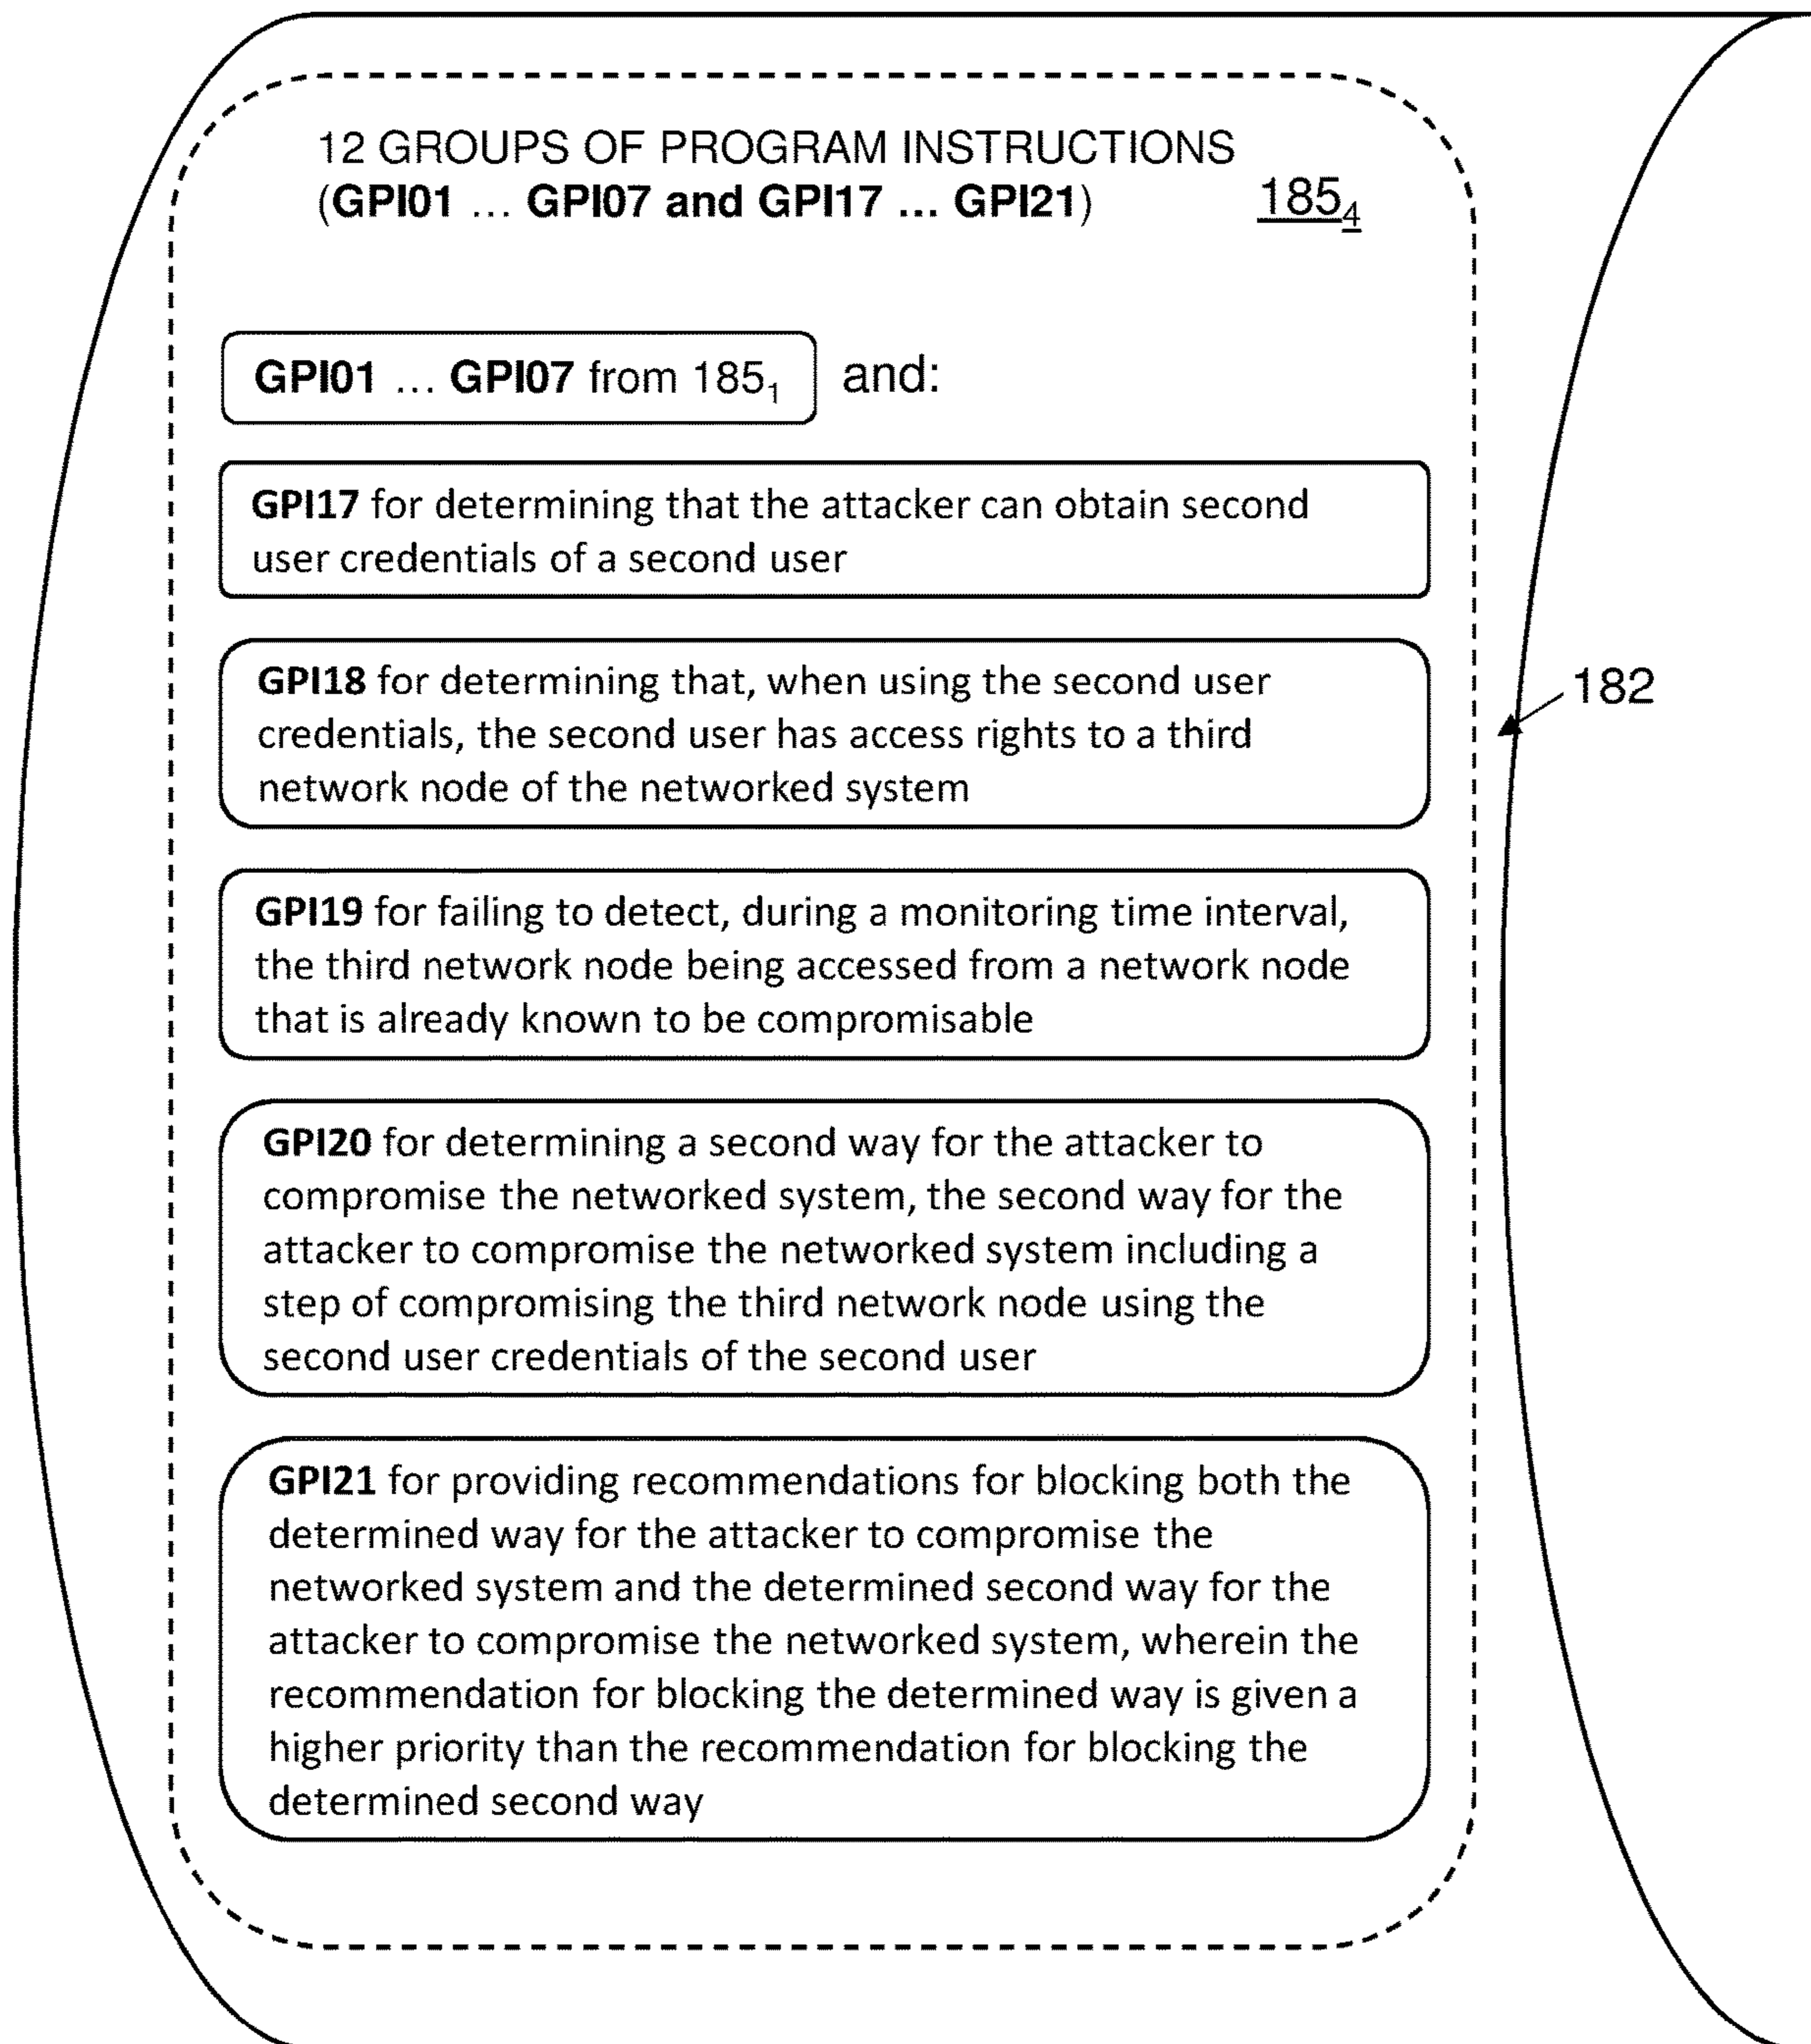 12 GROUPS OF PROGRAM INSTRUCTIONS
(GPI01 ... GPI07 and GPI17 ... GPI21) 185₄
GPI01 ... GPI07 from 185₁ and:
GPI17 for determining that the attacker can obtain second
user credentials of a second user
GPI18 for determining that, when using the second user
credentials, the second user has access rights to a third
network node of the networked system
182
GPI19 for failing to detect, during a monitoring time interval,
the third network node being accessed from a network node
that is already known to be compromisable
GPI20 for determining a second way for the attacker to
compromise the networked system, the second way for the
attacker to compromise the networked system including a
step of compromising the third network node using the
second user credentials of the second user
GPI21 for providing recommendations for blocking both the
determined way for the attacker to compromise the
networked system and the determined second way for the
attacker to compromise the networked system, wherein the
recommendation for blocking the determined way is given a
higher priority than the recommendation for blocking the
determined second way